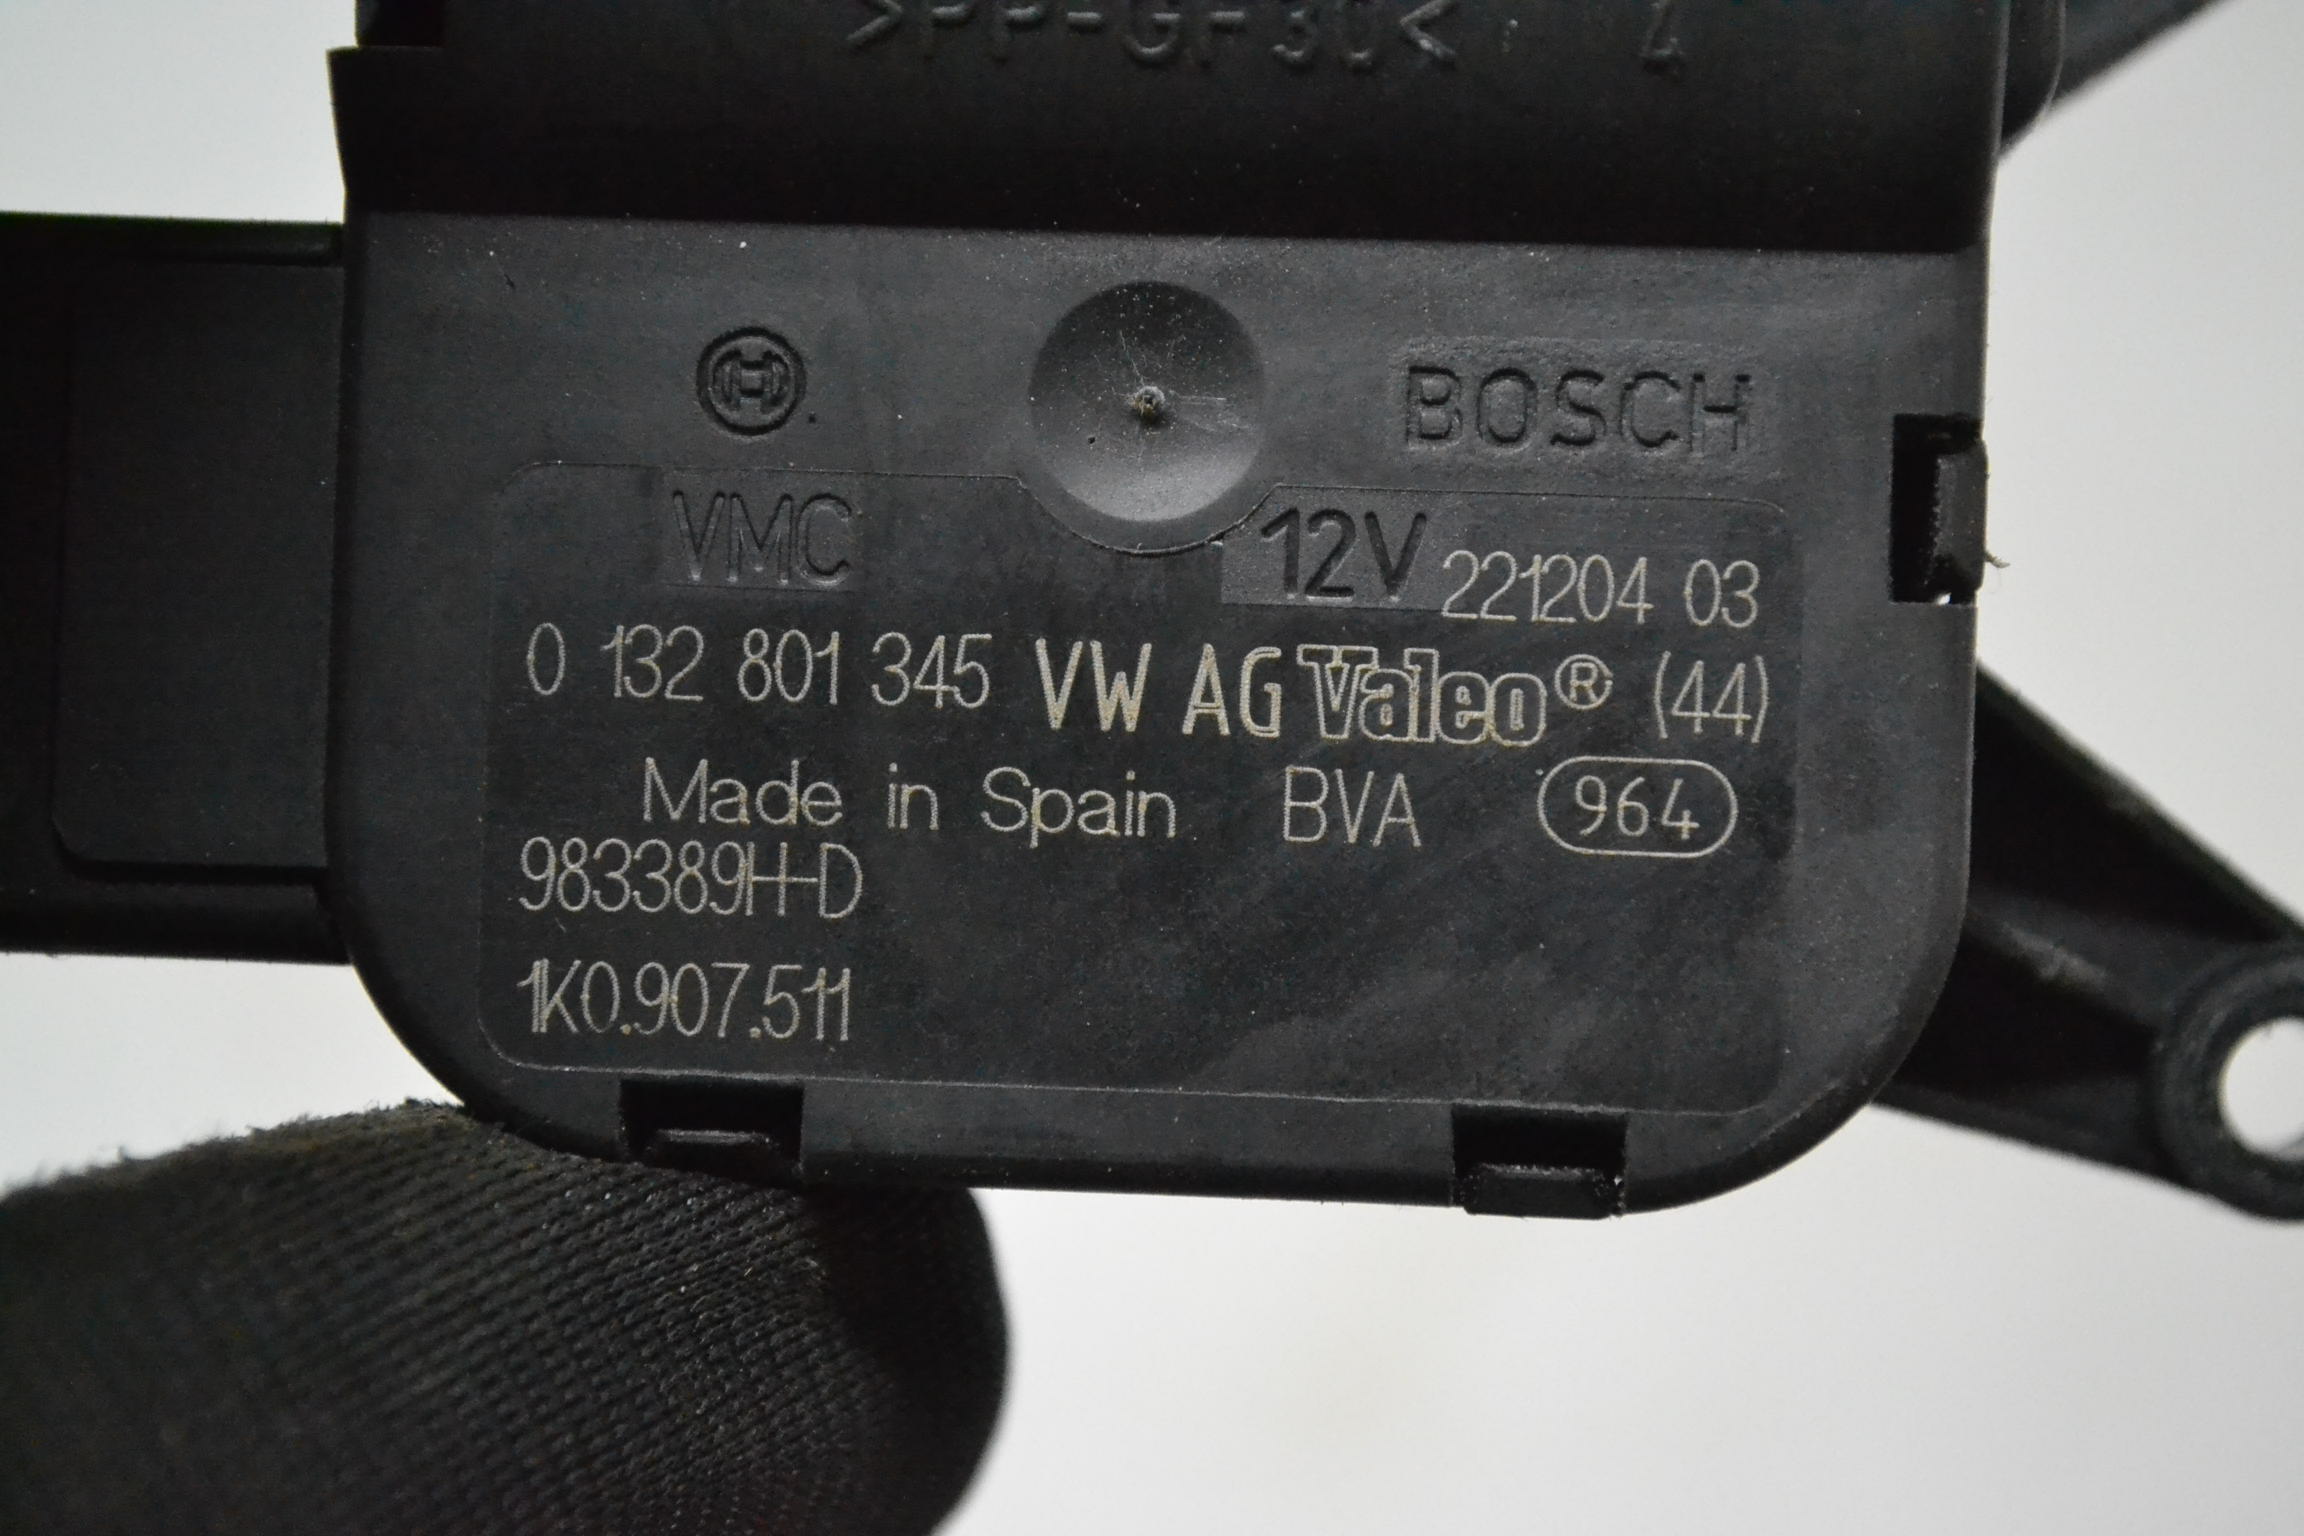 >PP-GF30< 4
BOSCH
VMC 12V 221204 03
0 132 801 345 VW AG Valeo® (44)
Made in Spain BVA 964
983389H-D
1K0.907.511